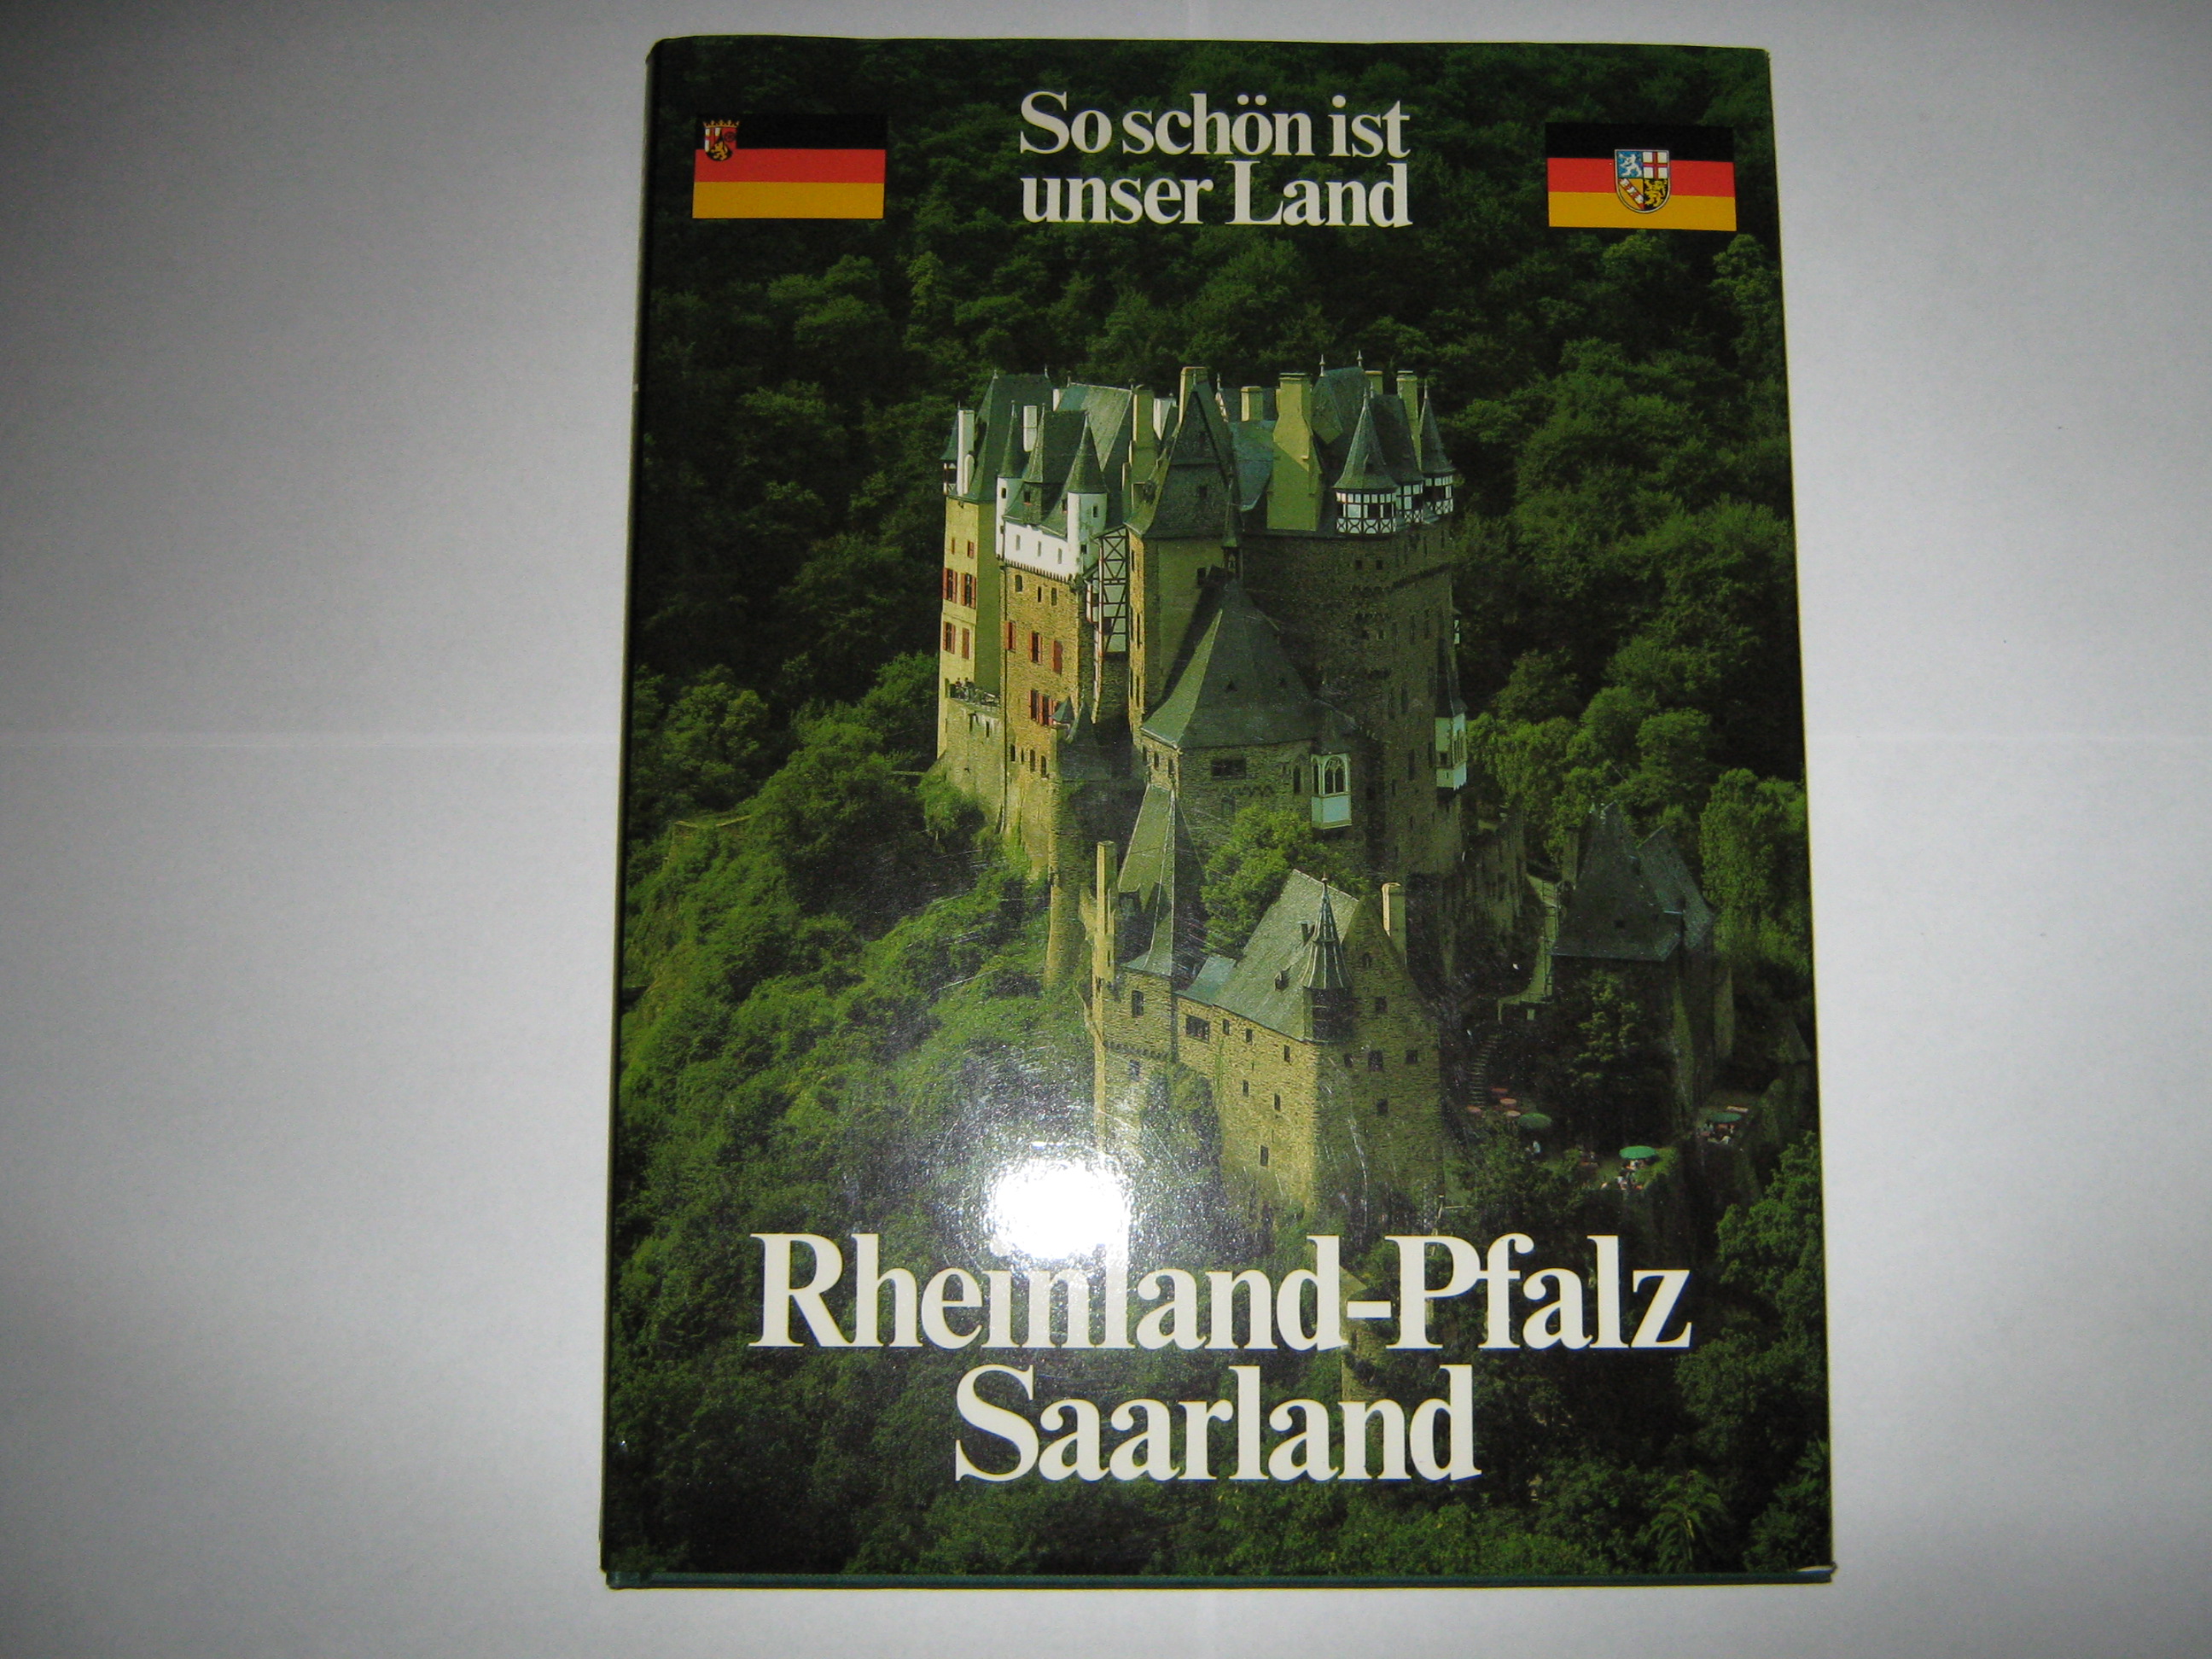 So schön ist
unser Land
Rheinland-Pfalz
Saarland